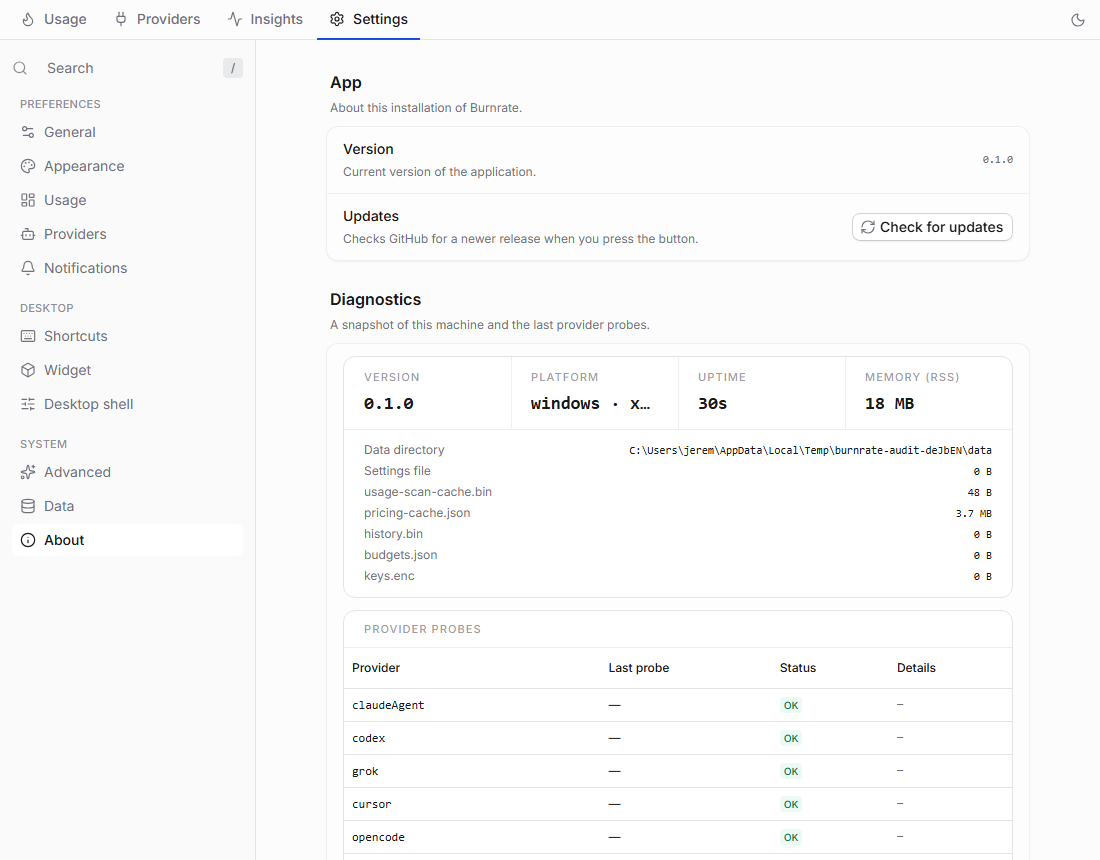 Usage Providers Insights Settings
Search /
PREFERENCES
General
Appearance
Usage
Providers
Notifications
DESKTOP
Shortcuts
Widget
Desktop shell
SYSTEM
Advanced
Data
About
App
About this installation of Burnrate.
Version
Current version of the application.
0.1.0
Updates
Checks GitHub for a newer release when you press the button.
Check for updates
Diagnostics
A snapshot of this machine and the last provider probes.
VERSION PLATFORM UPTIME MEMORY (RSS)
0.1.0 windows · x… 30s 18 MB
Data directory C:\Users\jerem\AppData\Local\Temp\burnrate-audit-deJbEN\data
Settings file 0 B
usage-scan-cache.bin 48 B
pricing-cache.json 3.7 MB
history.bin 0 B
budgets.json 0 B
keys.enc 0 B
PROVIDER PROBES
Provider Last probe Status Details
claudeAgent — OK –
codex — OK –
grok — OK –
cursor — OK –
opencode — OK –